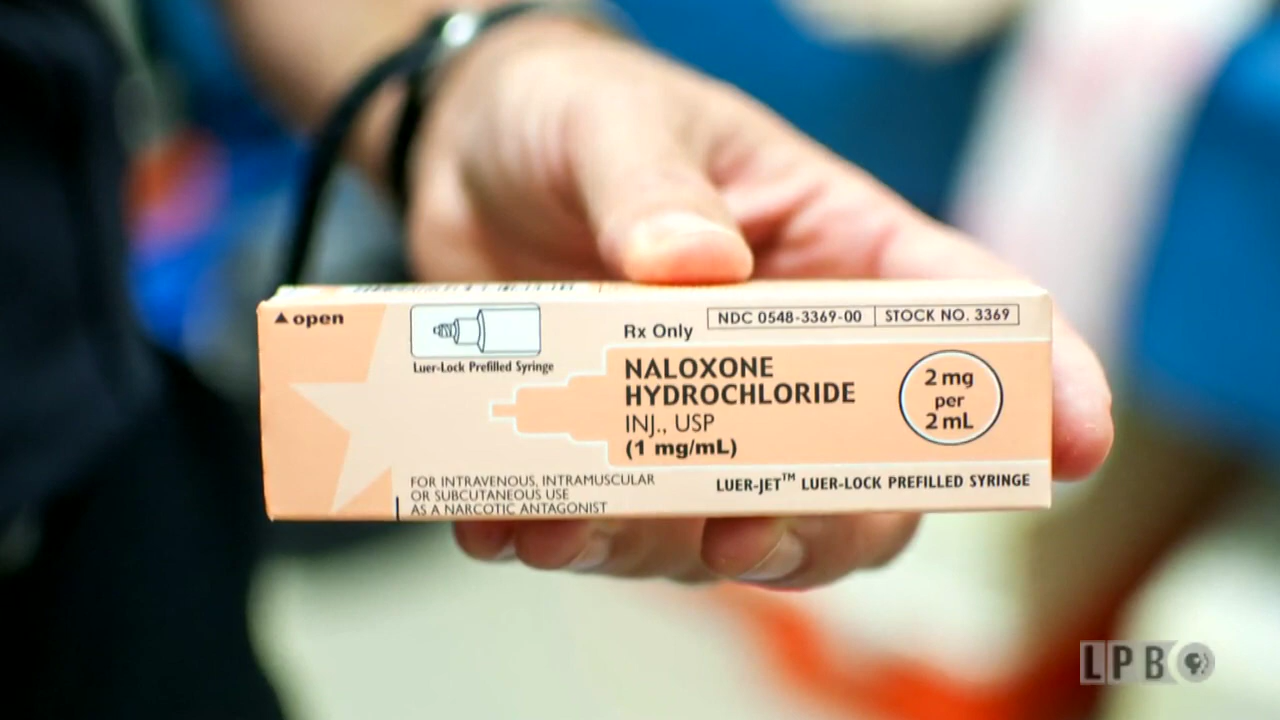 ▲ open
Luer-Lock Prefilled Syringe
Rx Only
NDC 0548-3369-00 STOCK NO. 3369
NALOXONE
HYDROCHLORIDE
INJ., USP
(1 mg/mL)
2 mg
per
2 mL
FOR INTRAVENOUS, INTRAMUSCULAR
OR SUBCUTANEOUS USE
AS A NARCOTIC ANTAGONIST
LUER-JET™ LUER-LOCK PREFILLED SYRINGE
LPB